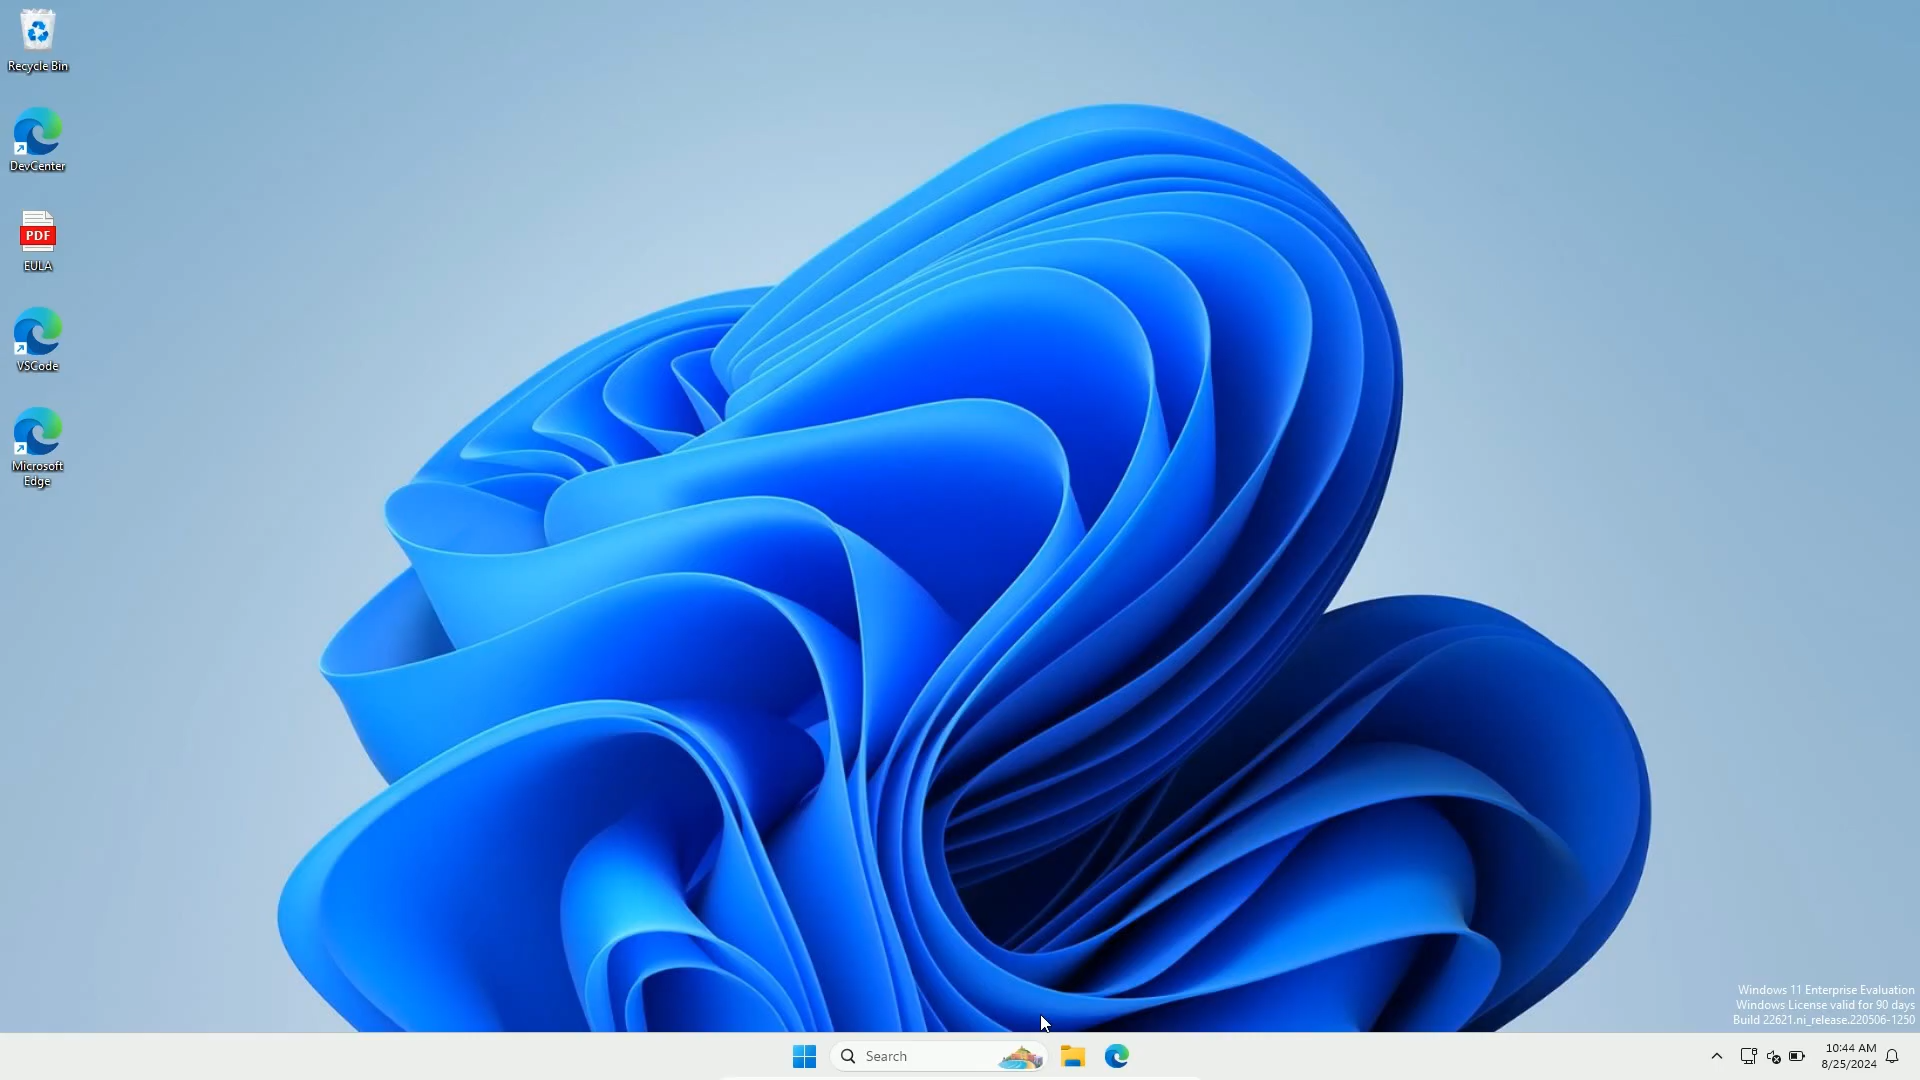 Recycle Bin
DevCenter
PDF
EULA
VSCode
Microsoft
Edge
Windows 11 Enterprise Evaluation
Windows License valid for 90 days
Build 22621.ni_release.220506-1250
Search
10:44 AM
8/25/2024